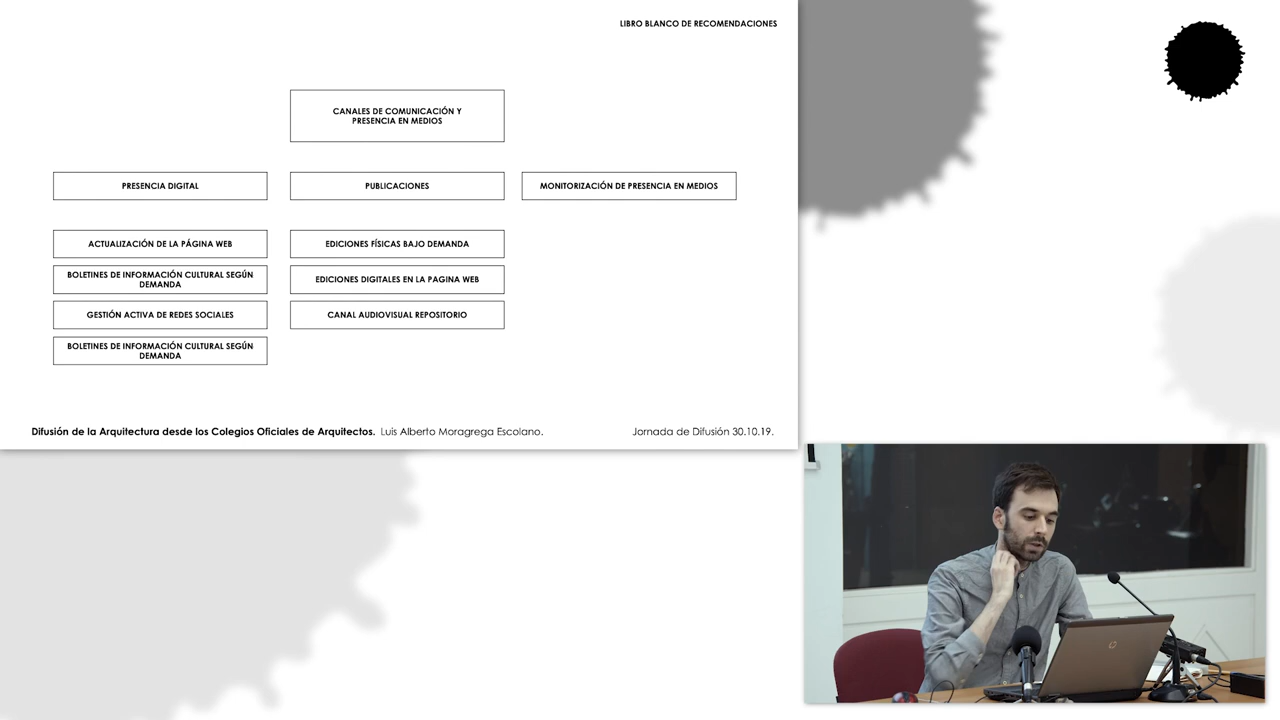 LIBRO BLANCO DE RECOMENDACIONES
CANALES DE COMUNICACIÓN Y
PRESENCIA EN MEDIOS
PRESENCIA DIGITAL
PUBLICACIONES
MONITORIZACIÓN DE PRESENCIA EN MEDIOS
ACTUALIZACIÓN DE LA PÁGINA WEB
EDICIONES FÍSICAS BAJO DEMANDA
BOLETINES DE INFORMACIÓN CULTURAL SEGÚN
DEMANDA
EDICIONES DIGITALES EN LA PAGINA WEB
GESTIÓN ACTIVA DE REDES SOCIALES
CANAL AUDIOVISUAL REPOSITORIO
BOLETINES DE INFORMACIÓN CULTURAL SEGÚN
DEMANDA
Difusión de la Arquitectura desde los Colegios Oficiales de Arquitectos. Luis Alberto Moragrega Escolano.
Jornada de Difusión 30.10.19.